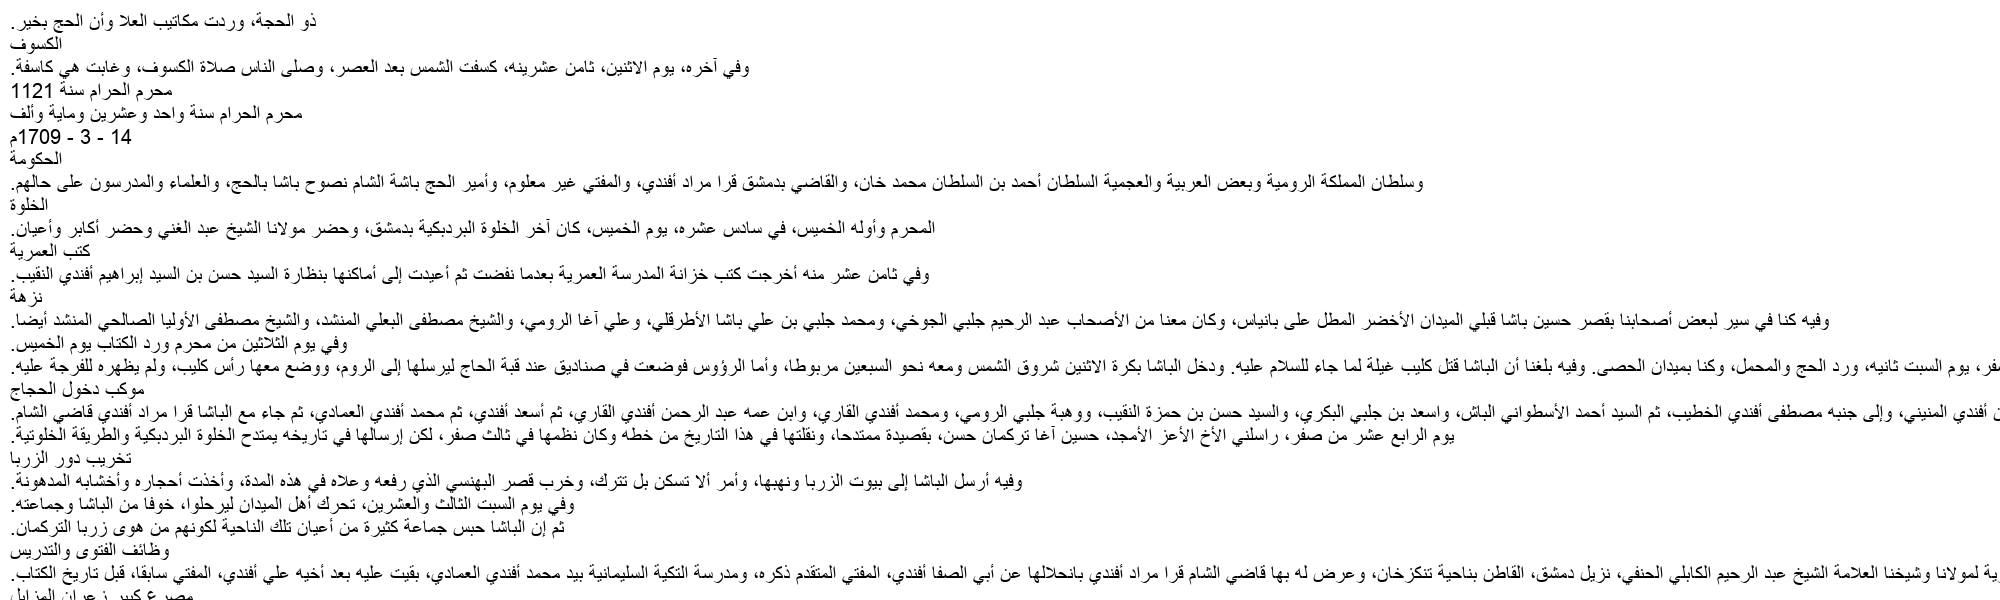 ذو الحجة، وردت مكاتيب العلا وأن الحج بخير.
الكسوف
وفي آخره، يوم الاثنين، ثامن عشرينه، كسفت الشمس بعد العصر، وصلى الناس صلاة الكسوف، وغابت هي كاسفة.
محرم الحرام سنة 1121
محرم الحرام سنة واحد وعشرين وماية وألف
14 - 3 - 1709م
الحكومة
وسلطان المملكة الرومية وبعض العربية والعجمية السلطان أحمد بن السلطان محمد خان، والقاضي بدمشق قرا مراد أفندي، والمفتي غير معلوم، وأمير الحج باشة الشام نصوح باشا بالحج، والعلماء والمدرسون على حالهم.
الخلوة
المحرم وأوله الخميس، في سادس عشره، يوم الخميس، كان آخر الخلوة البردبكية بدمشق، وحضر مولانا الشيخ عبد الغني وحضر أكابر وأعيان.
كتب العمرية
وفي ثامن عشر منه أخرجت كتب خزانة المدرسة العمرية بعدما نفضت ثم أعيدت إلى أماكنها بنظارة السيد حسن بن السيد إبراهيم أفندي النقيب.
نزهة
وفيه كنا في سير لبعض أصحابنا بقصر حسين باشا قبلي الميدان الأخضر المطل على بانياس، وكان معنا من الأصحاب عبد الرحيم جلبي الجوخي، ومحمد جلبي بن علي باشا الأطرقلي، وعلي آغا الرومي، والشيخ مصطفى البعلي المنشد، والشيخ مصطفى الأوليا الصالحي المنشد أيضا.
وفي يوم الثلاثين من محرم ورد الكتاب يوم الخميس.
فر، يوم السبت ثانيه، ورد الحج والمحمل، وكنا بميدان الحصى. وفيه بلغنا أن الباشا قتل كليب غيلة لما جاء للسلام عليه. ودخل الباشا بكرة الاثنين شروق الشمس ومعه نحو السبعين مربوطا، وأما الرؤوس فوضعت في صناديق عند قبة الحاج ليرسلها إلى الروم، ووضع معها رأس كليب، ولم يظهره للفرجة عليه.
موكب دخول الحجاج
ن أفندي المنيني، وإلى جنبه مصطفى أفندي الخطيب، ثم السيد أحمد الأسطواني الباش، واسعد بن جلبي البكري، والسيد حسن بن حمزة النقيب، ووهبة جلبي الرومي، ومحمد أفندي القاري، وابن عمه عبد الرحمن أفندي القاري، ثم أسعد أفندي، ثم محمد أفندي العمادي، ثم جاء مع الباشا قرا مراد أفندي قاضي الشام.
يوم الرابع عشر من صفر، راسلني الأخ الأعز الأمجد، حسين آغا تركمان حسن، بقصيدة ممتدحا، ونقلتها في هذا التاريخ من خطه وكان نظمها في ثالث صفر، لكن إرسالها في تاريخه يمتدح الخلوة البردبكية والطريقة الخلوتية.
تخريب دور الزربا
وفيه أرسل الباشا إلى بيوت الزربا ونهبها، وأمر ألا تسكن بل تترك، وخرب قصر البهنسي الذي رفعه وعلاه في هذه المدة، وأخذت أحجاره وأخشابه المدهونة.
وفي يوم السبت الثالث والعشرين، تحرك أهل الميدان ليرحلوا، خوفا من الباشا وجماعته.
ثم إن الباشا حبس جماعة كثيرة من أعيان تلك الناحية لكونهم من هوى زربا التركمان.
وظائف الفتوى والتدريس
ية لمولانا وشيخنا العلامة الشيخ عبد الرحيم الكابلي الحنفي، نزيل دمشق، القاطن بناحية تنكزخان، وعرض له بها قاضي الشام قرا مراد أفندي بانحلالها عن أبي الصفا أفندي، المفتي المتقدم ذكره، ومدرسة التكية السليمانية بيد محمد أفندي العمادي، بقيت عليه بعد أخيه علي أفندي، المفتي سابقا، قبل تاريخ الكتاب.
مصرع كبير زعران المزابل